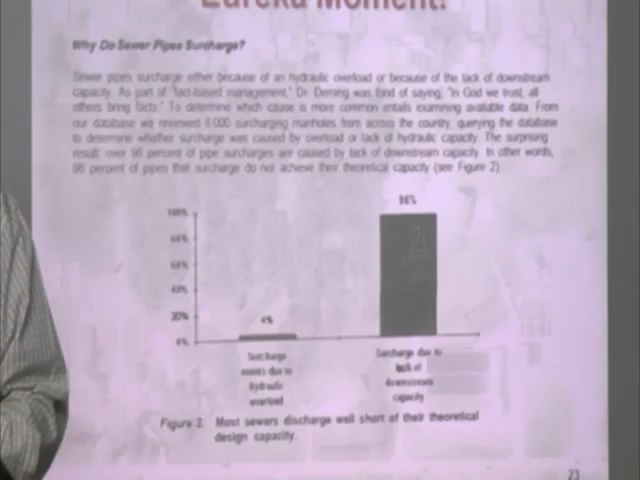 Eureka Moment!
Why Do Sewer Pipes Surcharge?
Sewer pipes surcharge either because of an hydraulic overload or because of the lack of downstream
capacity. As part of "fact-based management," Dr. Deming was fond of saying, "In God we trust, all
others bring facts." To determine which cause is more common entails examining available data. From
our database we reviewed 8,000 surcharging manholes from across the country, querying the database
to determine whether surcharge was caused by overload or lack of hydraulic capacity. The surprising
result: over 96 percent of pipe surcharges are caused by lack of downstream capacity. In other words,
96 percent of pipes that surcharge do not achieve their theoretical capacity (see Figure 2).
96%
100%
80%
60%
40%
20%
0%
4%
Surcharge
events due to
hydraulic
overload
Surcharge due to
lack of
downstream
capacity
Figure 2. Most sewers discharge well short of their theoretical
design capacity.
23